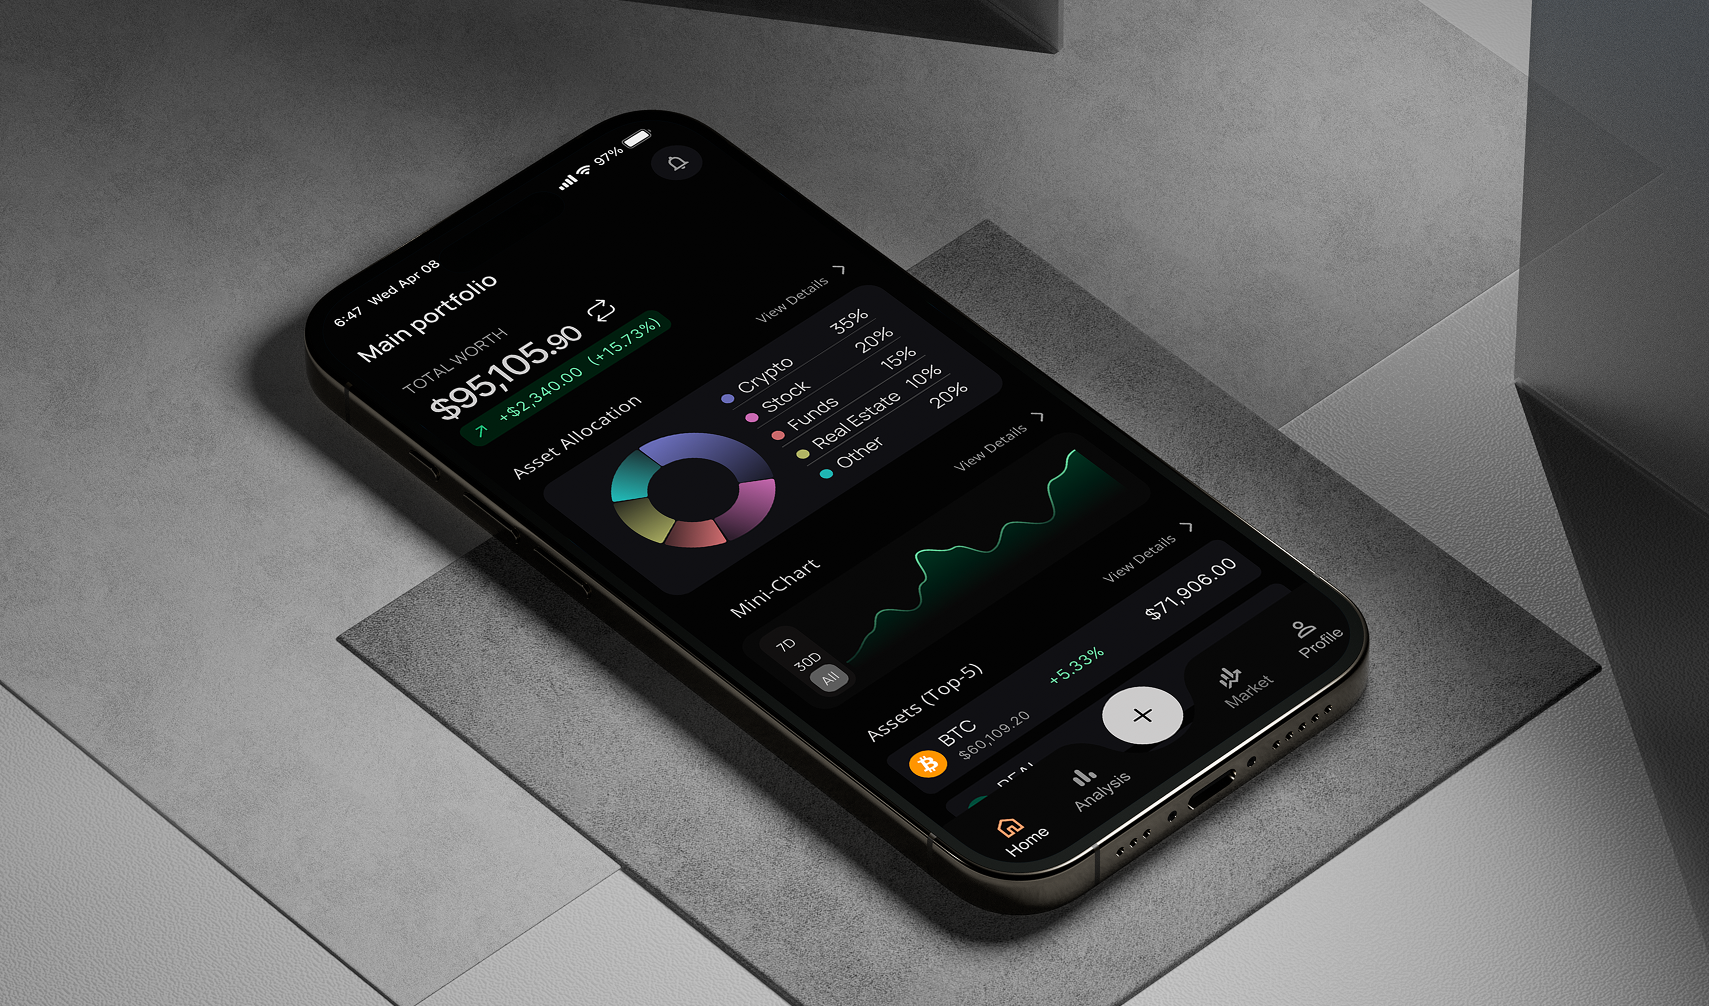 6:47 Wed Apr 08
97%
Main portfolio
TOTAL WORTH
$95,105.90
+$2,340.00 (+15.73%)
Asset Allocation
View Details
Crypto 35%
Stock 20%
Funds 15%
Real Estate 10%
Other 20%
Mini-Chart
View Details
7D
30D
All
Assets (Top-5)
View Details
BTC
$60,109.20
+5.33%
$71,906.00
Home
Analysis
Market
Profile